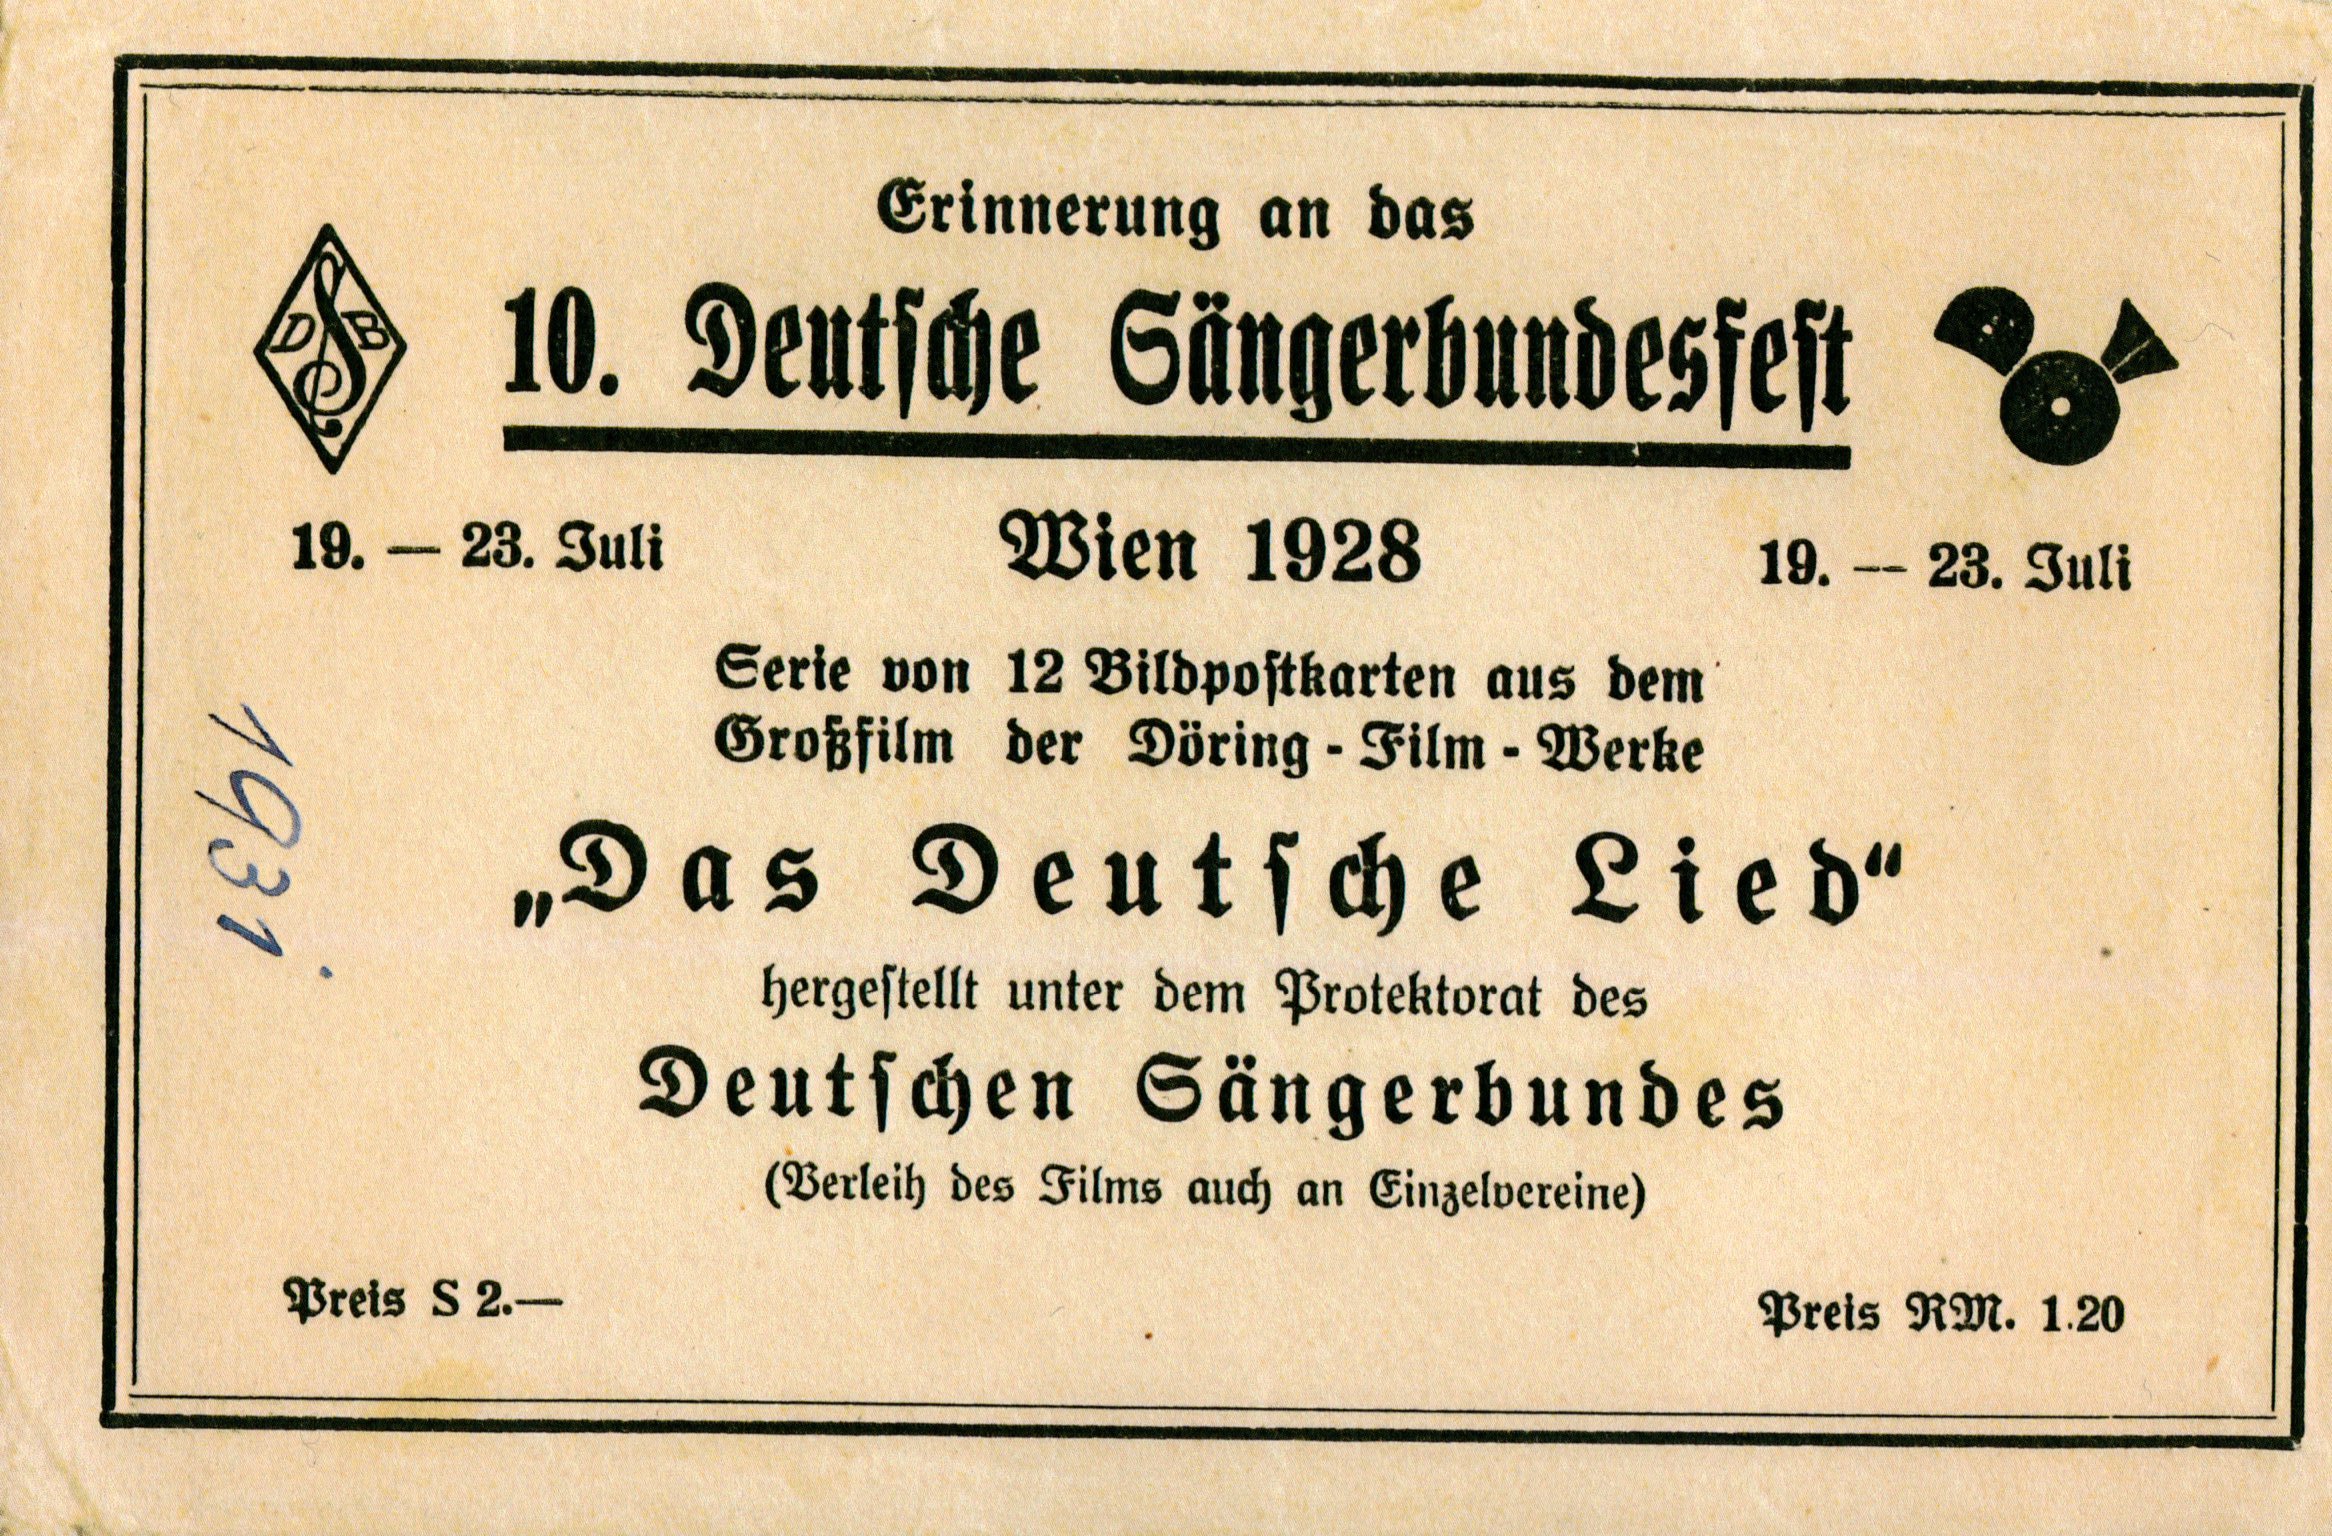 Erinnerung an das
D S B
10. Deutsche Sängerbundesfest
19. — 23. Juli
Wien 1928
19. — 23. Juli
Serie von 12 Bildpostkarten aus dem
Großfilm der Döring-Film-Werke
„Das Deutsche Lied“
hergestellt unter dem Protektorat des
Deutschen Sängerbundes
(Verleih des Films auch an Einzelvereine)
Preis S 2.—
Preis RM. 1.20
1931